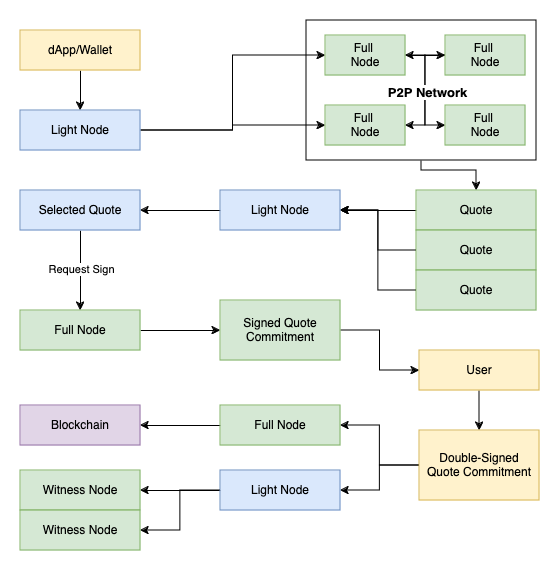 dApp/Wallet
Full
Node
Full
Node
P2P Network
Light Node
Full
Node
Full
Node
Selected Quote
Light Node
Quote
Quote
Quote
Request Sign
Full Node
Signed Quote
Commitment
User
Blockchain
Full Node
Double-Signed
Quote Commitment
Witness Node
Light Node
Witness Node